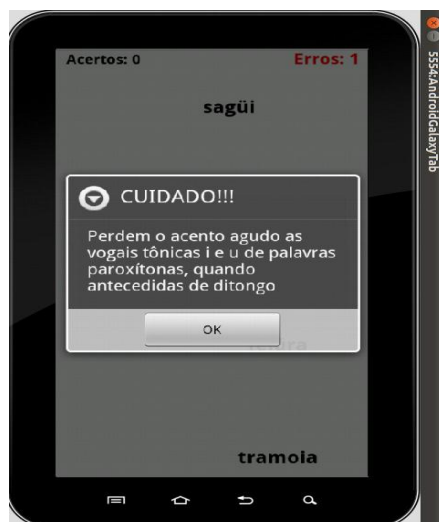 Acertos: 0 Erros: 1
sagüi
CUIDADO!!!
Perdem o acento agudo as
vogais tônicas i e u de palavras
paroxítonas, quando
antecedidas de ditongo
OK
tramoia
5554:AndroidGalaxyTab